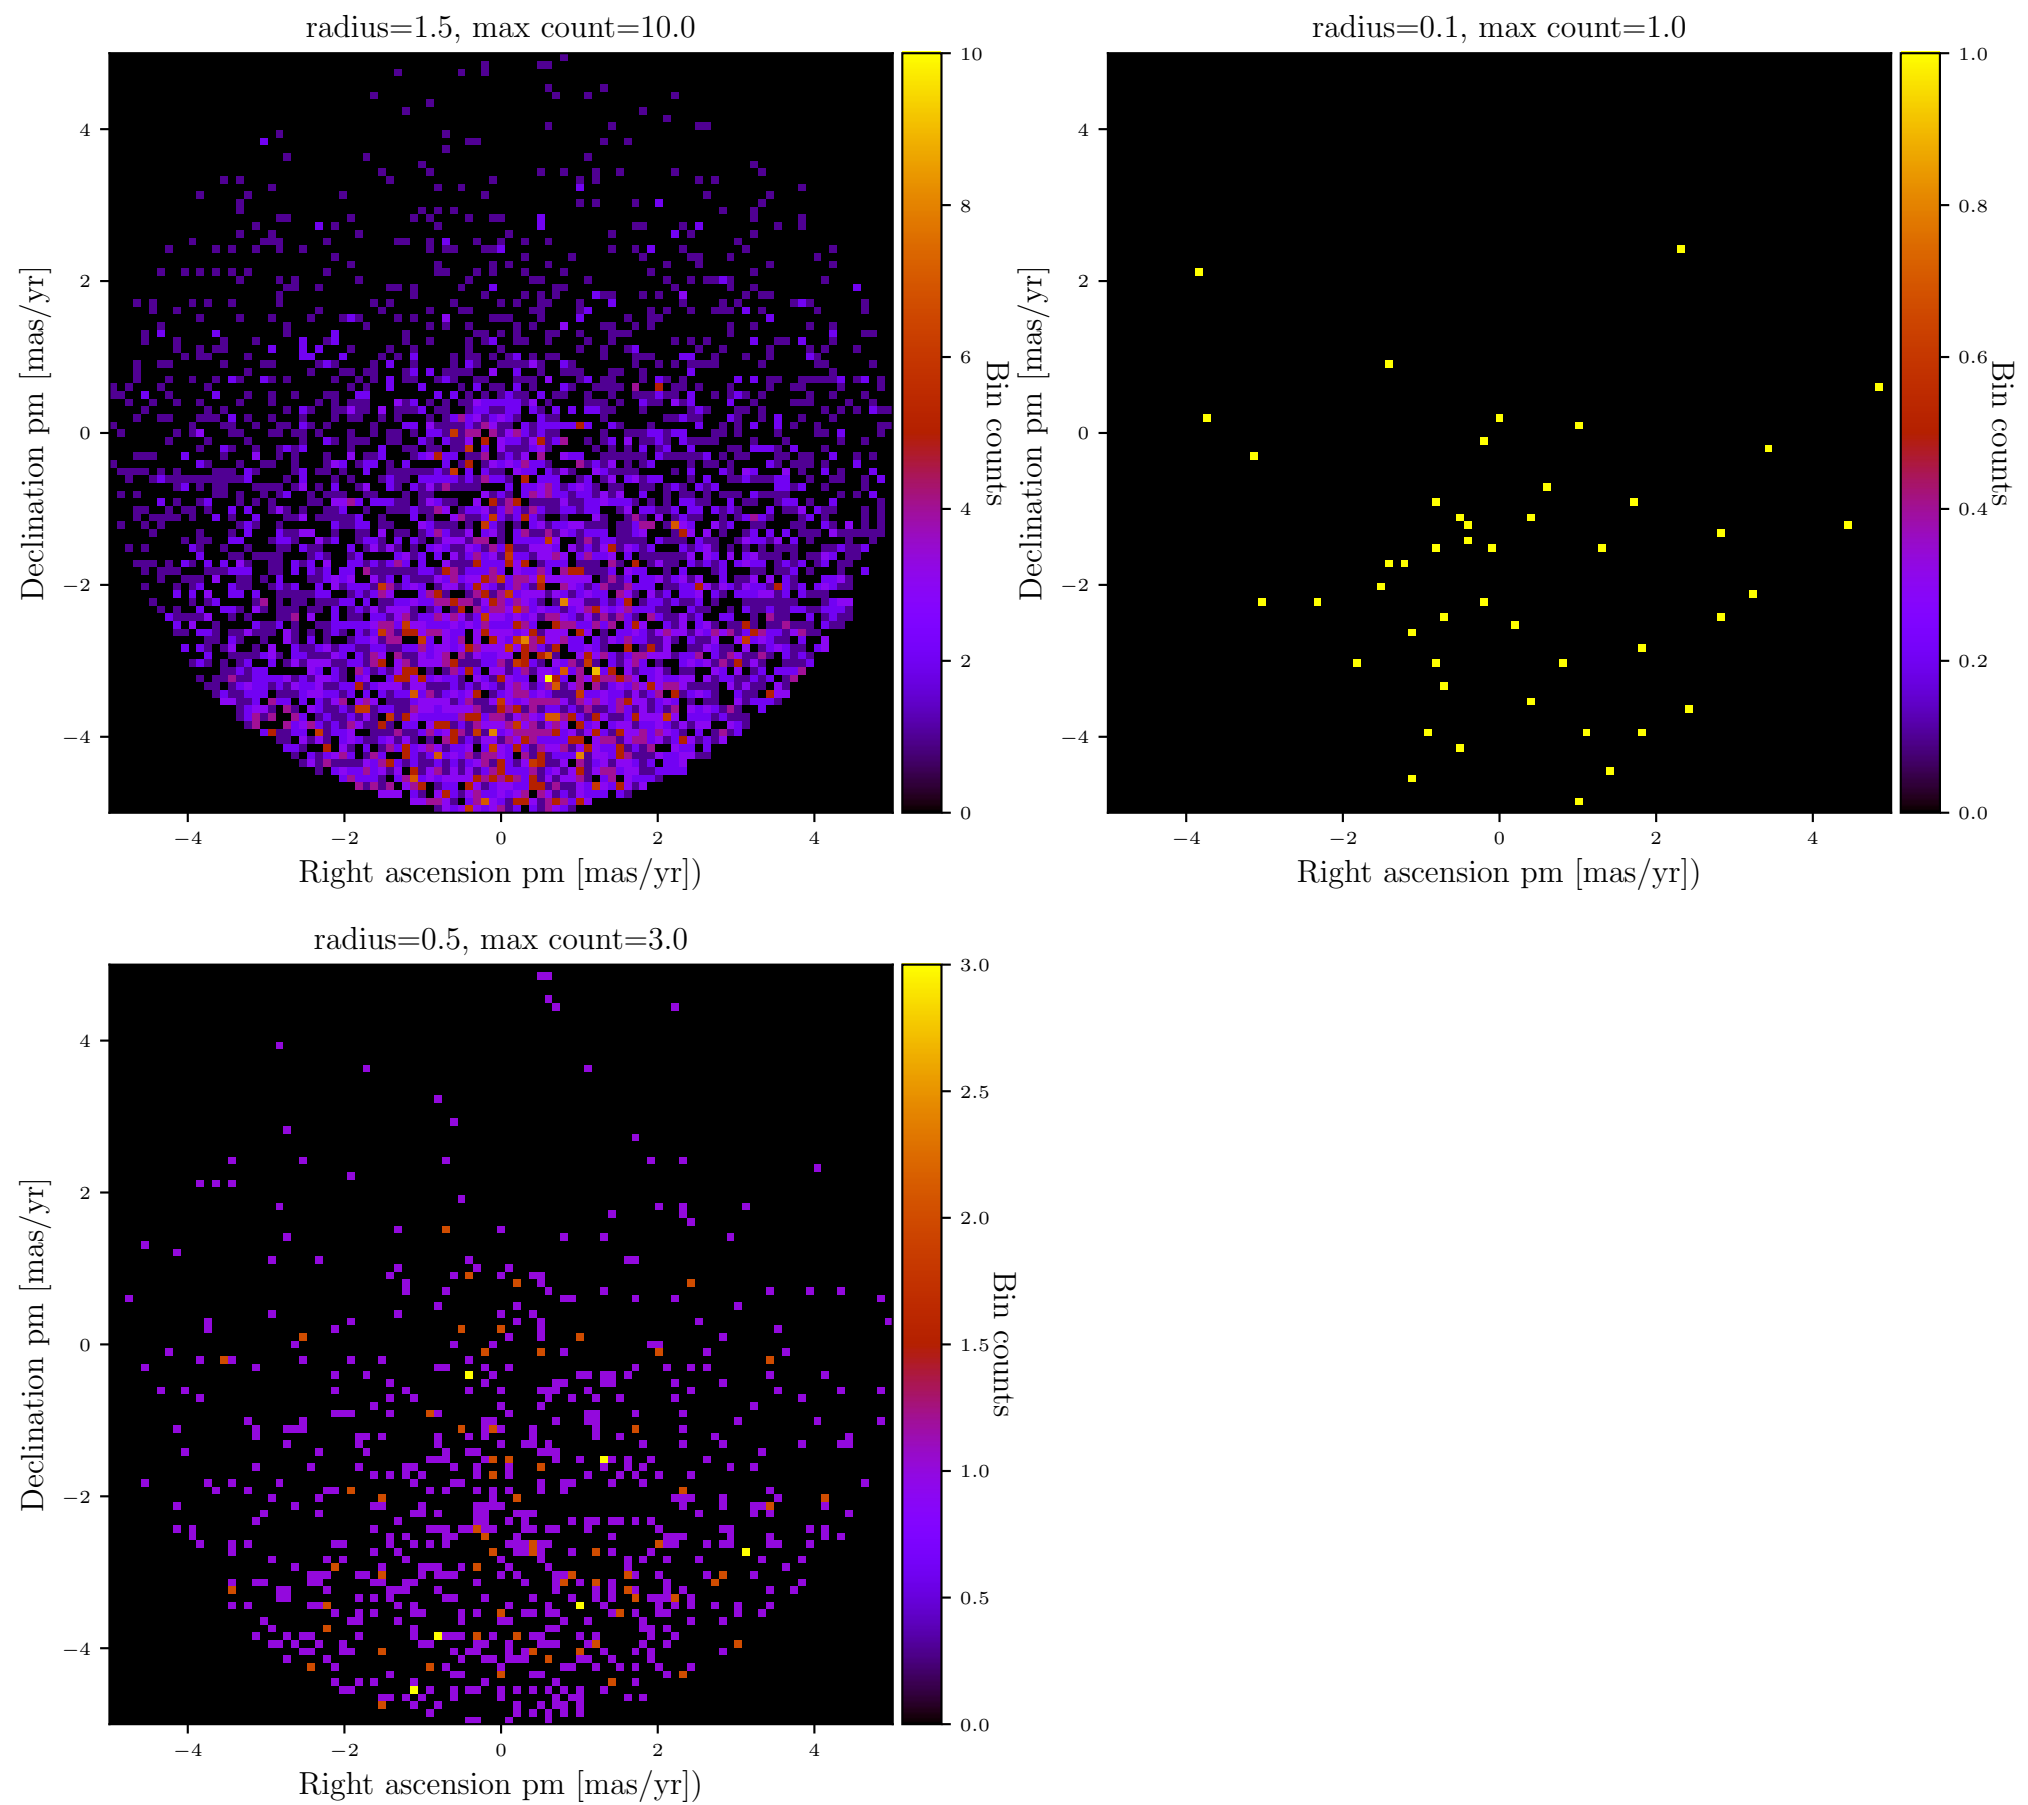 radius=1.5, max count=10.0
10
8
6
4
2
0
Bin counts
4
2
0
−2
−4
Declination pm [mas/yr]
−4 −2 0 2 4
Right ascension pm [mas/yr])
radius=0.1, max count=1.0
1.0
0.8
0.6
0.4
0.2
0.0
Bin counts
4
2
0
−2
−4
Declination pm [mas/yr]
−4 −2 0 2 4
Right ascension pm [mas/yr])
radius=0.5, max count=3.0
3.0
2.5
2.0
1.5
1.0
0.5
0.0
Bin counts
4
2
0
−2
−4
Declination pm [mas/yr]
−4 −2 0 2 4
Right ascension pm [mas/yr])